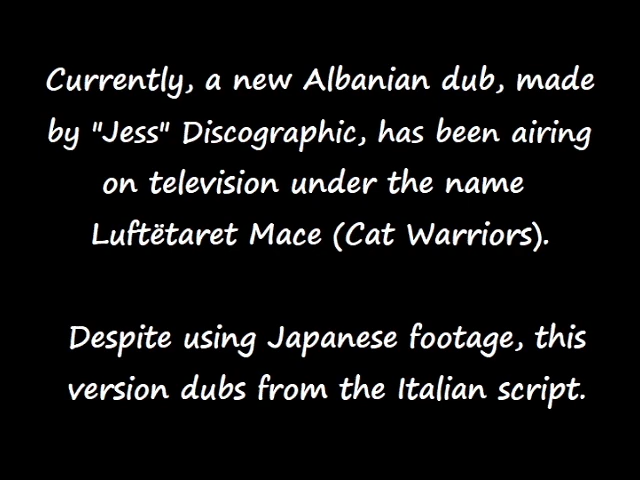 Currently, a new Albanian dub, made
by "Jess" Discographic, has been airing
on television under the name
Luftëtaret Mace (Cat Warriors).
Despite using Japanese footage, this
version dubs from the Italian script.